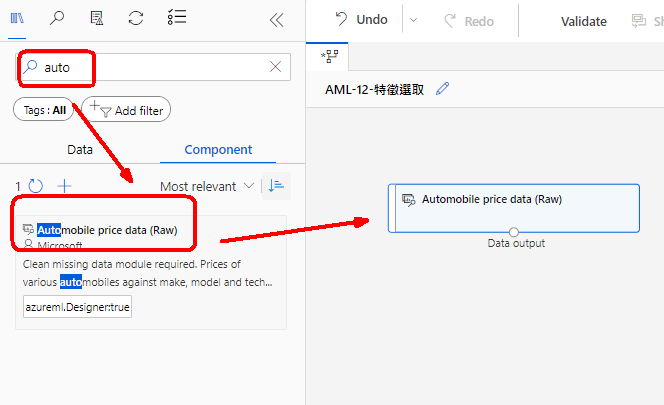 Undo
Redo
Validate
Sh
auto
Tags : All
Add filter
AML-12-特徵選取
Data
Component
1
Most relevant
Automobile price data (Raw)
Microsoft
Clean missing data module required. Prices of
various automobiles against make, model and tech...
azureml.Designer:true
Automobile price data (Raw)
Data output